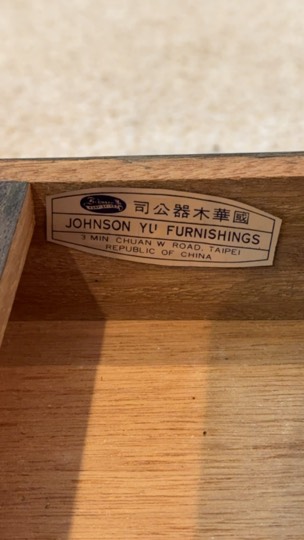 司公器木華國
JOHNSON YU FURNISHINGS
3 MIN CHUAN W ROAD, TAIPEI
REPUBLIC OF CHINA